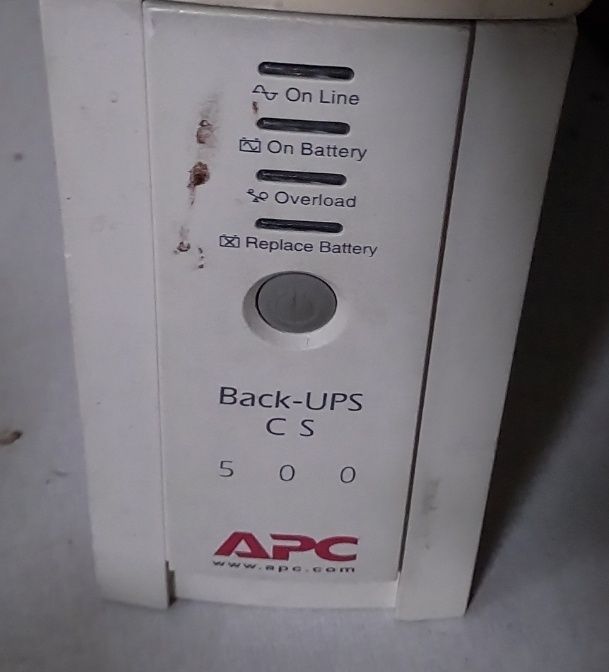 On Line
On Battery
Overload
Replace Battery
Back-UPS
C S
5 0 0
APC
www.apc.com